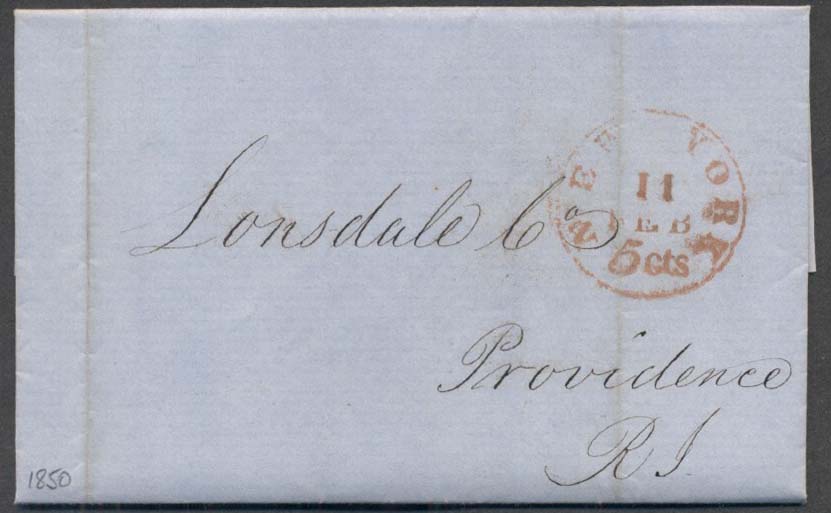 NEW YORK
11
FEB
5cts
Lonsdale Co
Providence
R I
1850